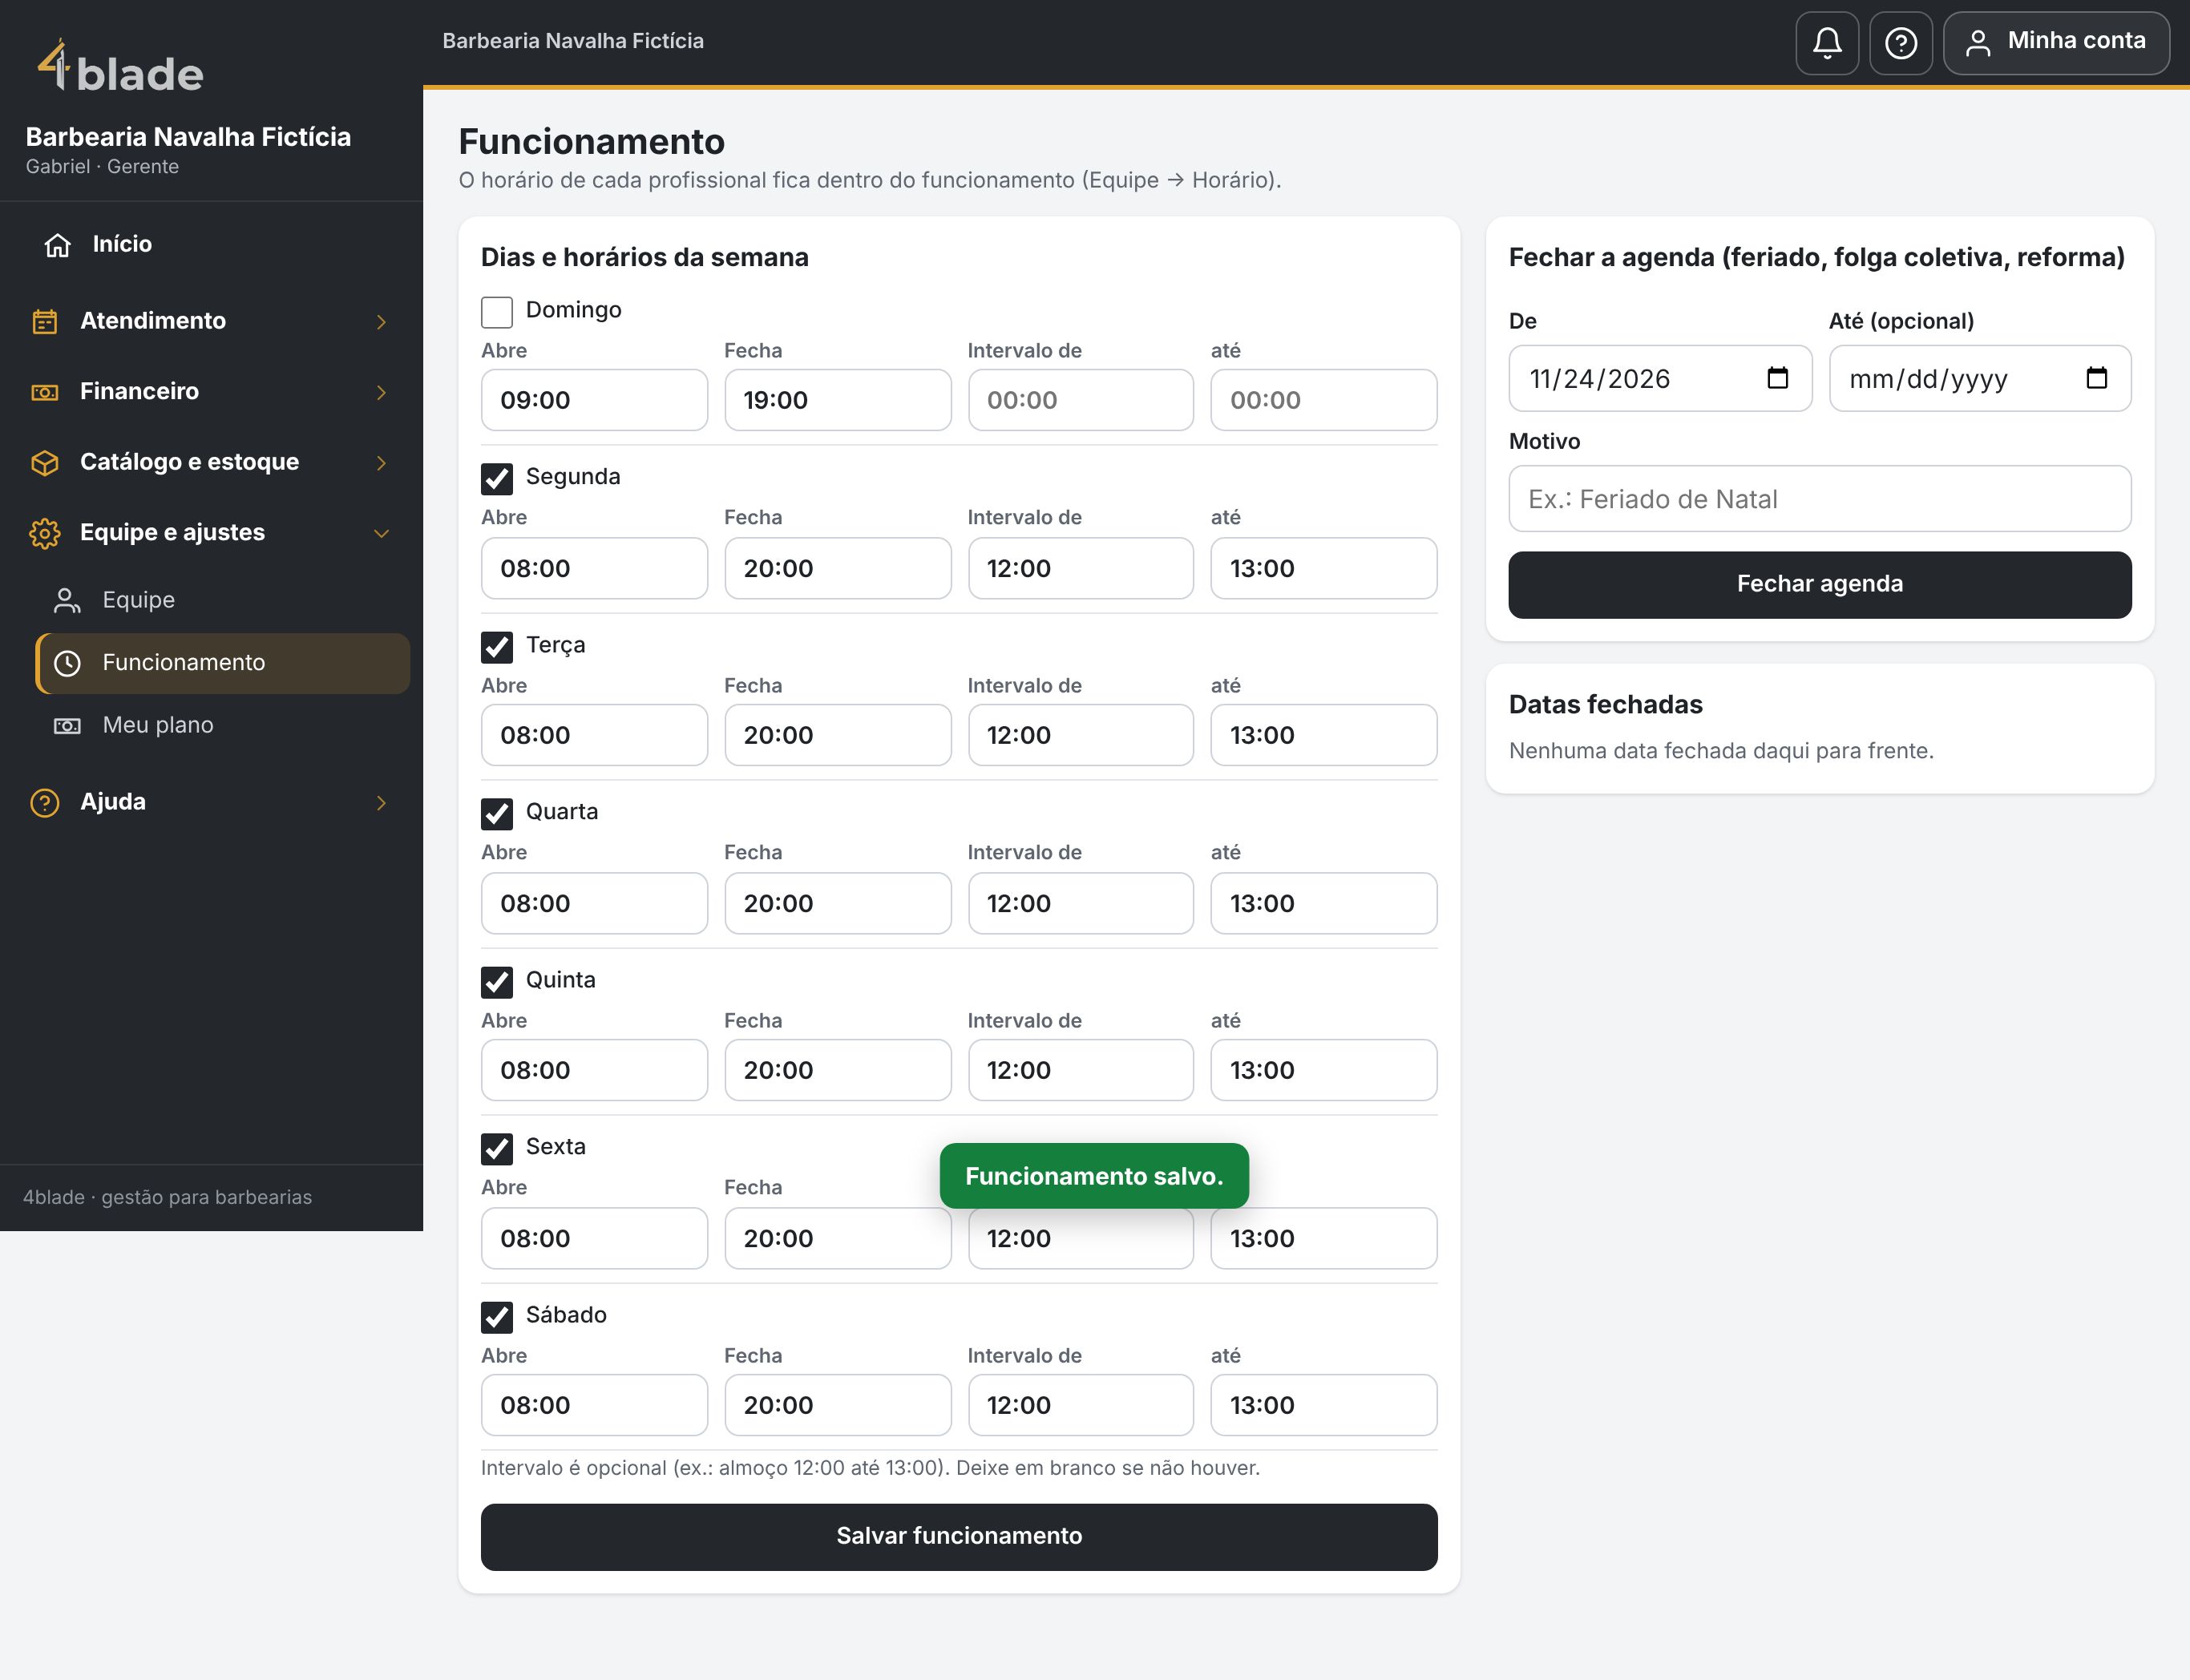 4blade
Barbearia Navalha Fictícia
Gabriel · Gerente
Início
Atendimento
Financeiro
Catálogo e estoque
Equipe e ajustes
Equipe
Funcionamento
Meu plano
Ajuda
4blade · gestão para barbearias
Barbearia Navalha Fictícia
Minha conta
Funcionamento
O horário de cada profissional fica dentro do funcionamento (Equipe → Horário).
Dias e horários da semana
Domingo
Abre Fecha Intervalo de até
09:00 19:00 00:00 00:00
Segunda
Abre Fecha Intervalo de até
08:00 20:00 12:00 13:00
Terça
Abre Fecha Intervalo de até
08:00 20:00 12:00 13:00
Quarta
Abre Fecha Intervalo de até
08:00 20:00 12:00 13:00
Quinta
Abre Fecha Intervalo de até
08:00 20:00 12:00 13:00
Sexta
Funcionamento salvo.
Abre Fecha
08:00 20:00 12:00 13:00
Sábado
Abre Fecha Intervalo de até
08:00 20:00 12:00 13:00
Intervalo é opcional (ex.: almoço 12:00 até 13:00). Deixe em branco se não houver.
Salvar funcionamento
Fechar a agenda (feriado, folga coletiva, reforma)
De Até (opcional)
11/24/2026 mm/dd/yyyy
Motivo
Ex.: Feriado de Natal
Fechar agenda
Datas fechadas
Nenhuma data fechada daqui para frente.